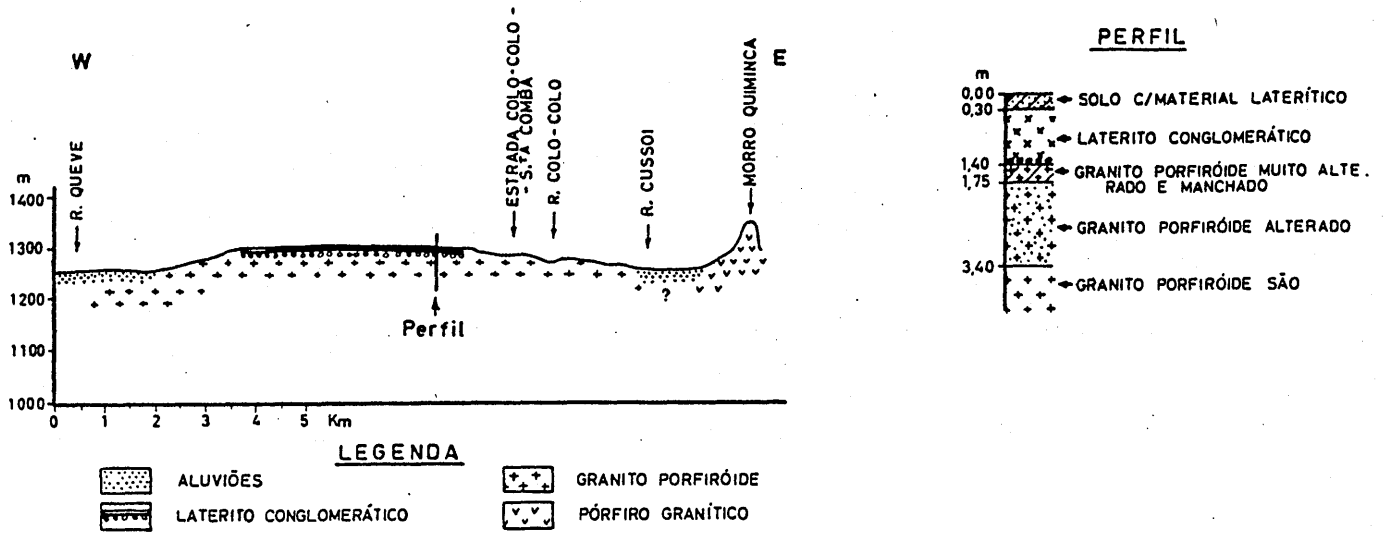 W
E
R. QUEVE
ESTRADA COLO-COLO -
- S.TA COMBA
R. COLO-COLO
R. CUSSOI
MORRO QUIMINCA
m
1400
1300
1200
1100
1000
0 1 2 3 4 5 Km
?
Perfil
LEGENDA
ALUVIÕES
LATERITO CONGLOMERÁTICO
GRANITO PORFIRÓIDE
PÓRFIRO GRANÍTICO
PERFIL
m
0,00
SOLO C/MATERIAL LATERÍTICO
0,30
LATERITO CONGLOMERÁTICO
1,40
GRANITO PORFIRÓIDE MUITO ALTE.
RADO E MANCHADO
1,75
GRANITO PORFIRÓIDE ALTERADO
3,40
GRANITO PORFIRÓIDE SÃO